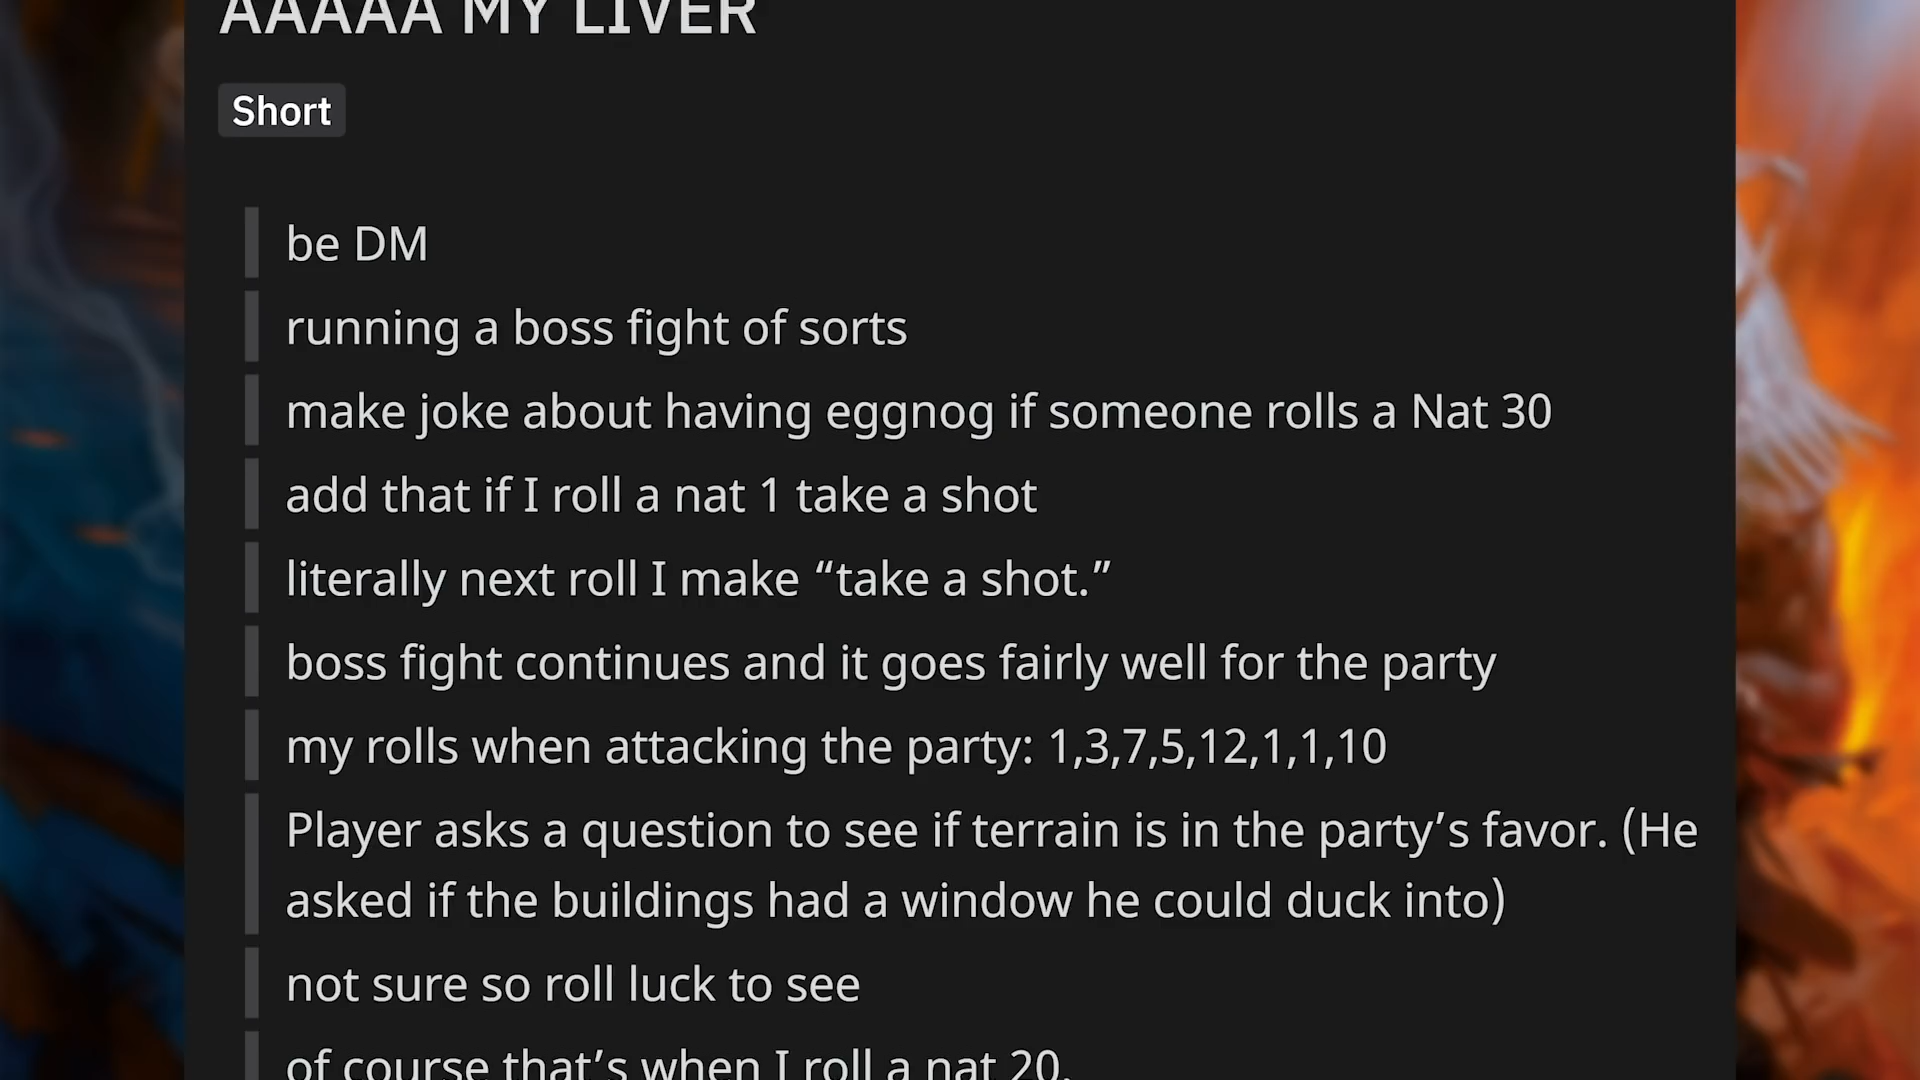 AAAAA MY LIVER
Short
be DM
running a boss fight of sorts
make joke about having eggnog if someone rolls a Nat 30
add that if I roll a nat 1 take a shot
literally next roll I make “take a shot.”
boss fight continues and it goes fairly well for the party
my rolls when attacking the party: 1,3,7,5,12,1,1,10
Player asks a question to see if terrain is in the party’s favor. (He
asked if the buildings had a window he could duck into)
not sure so roll luck to see
of course that’s when I roll a nat 20.